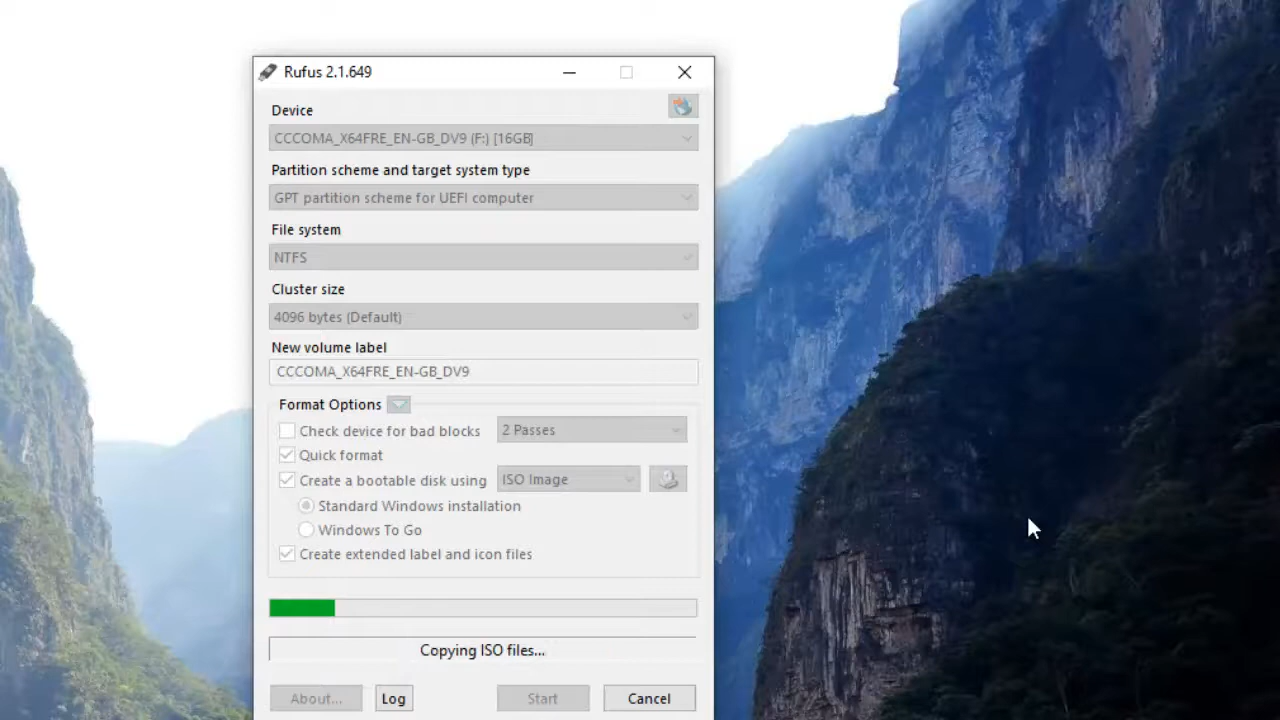 Rufus 2.1.649
Device
CCCOMA_X64FRE_EN-GB_DV9 (F:) [16GB]
Partition scheme and target system type
GPT partition scheme for UEFI computer
File system
NTFS
Cluster size
4096 bytes (Default)
New volume label
CCCOMA_X64FRE_EN-GB_DV9
Format Options
Check device for bad blocks 2 Passes
Quick format
Create a bootable disk using ISO Image
Standard Windows installation
Windows To Go
Create extended label and icon files
Copying ISO files...
About... Log Start Cancel